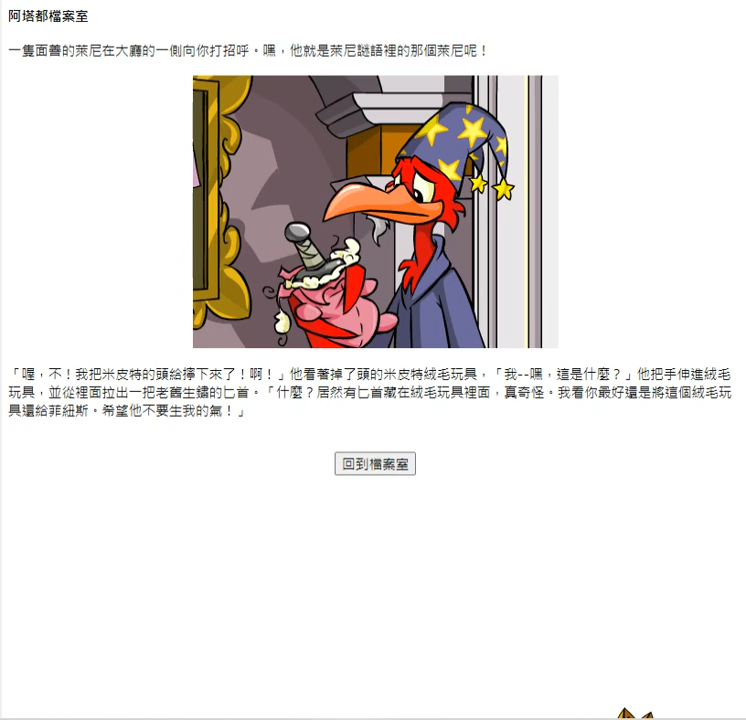 阿塔都檔案室
一隻面善的萊尼在大廳的一側向你打招呼。嘿，他就是萊尼謎語裡的那個萊尼呢！
「喔，不！我把米皮特的頭給擰下來了！啊！」他看著掉了頭的米皮特絨毛玩具，「我--嘿，這是什麼？」他把手伸進絨毛
玩具，並從裡面拉出一把老舊生鏽的匕首。「什麼？居然有匕首藏在絨毛玩具裡面，真奇怪。我看你最好還是將這個絨毛玩
具還給菲紐斯。希望他不要生我的氣！」
回到檔案室